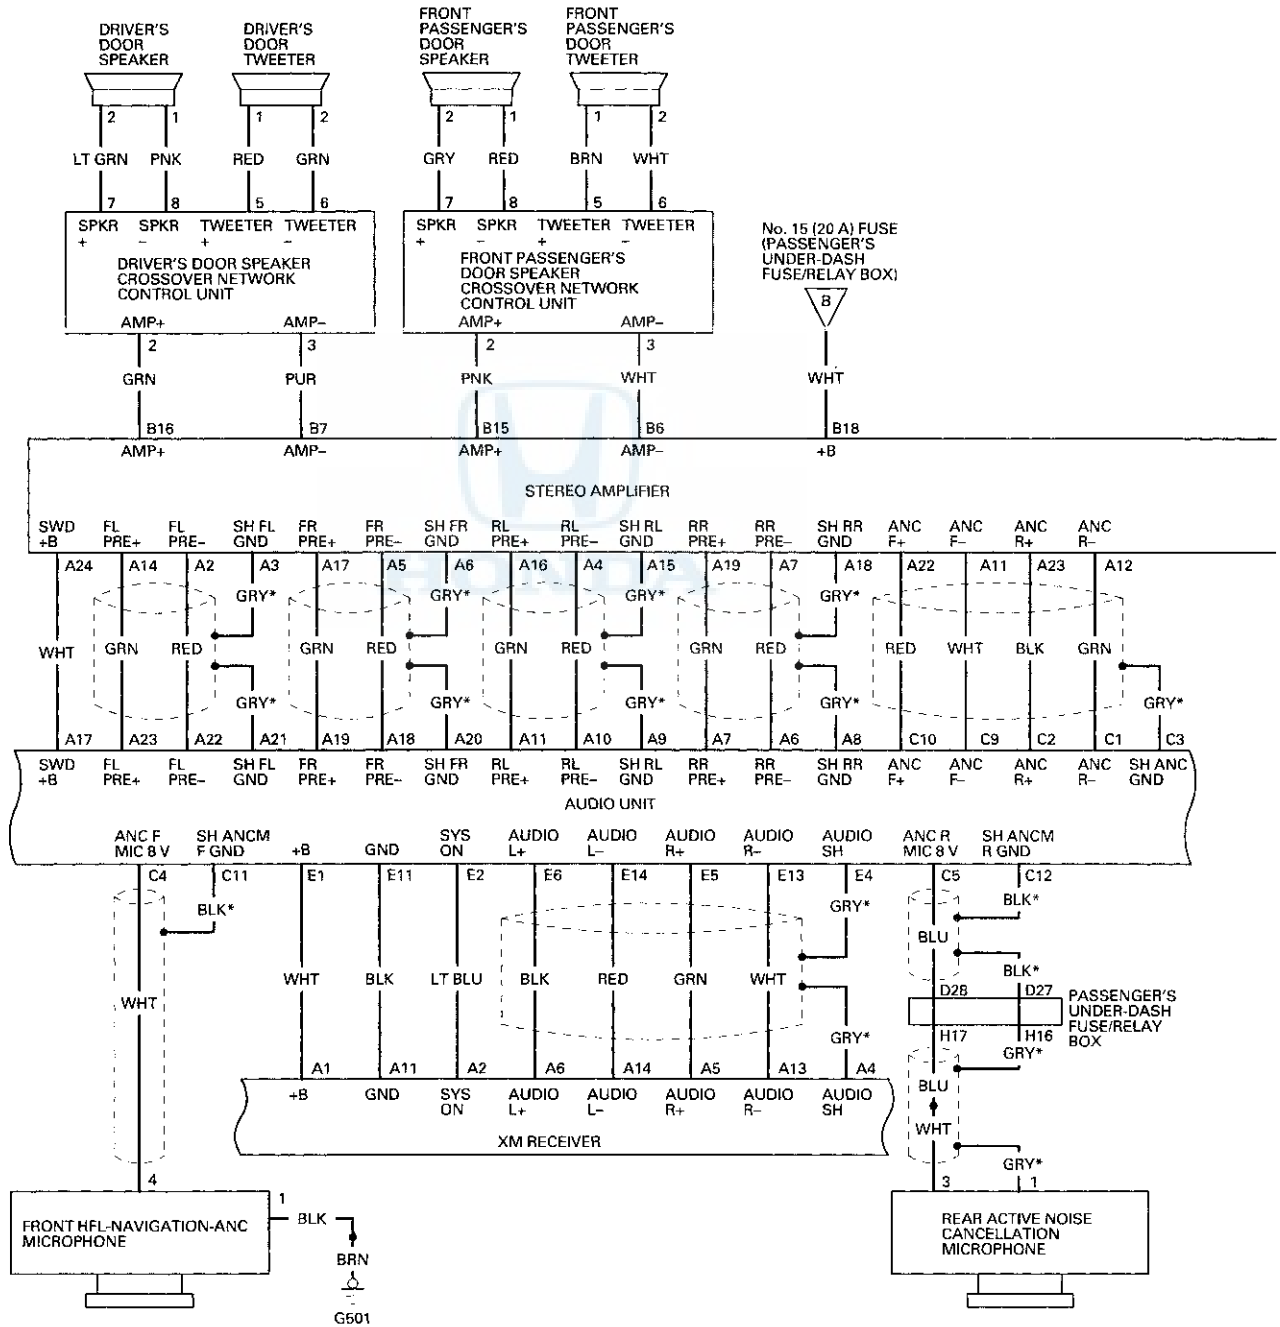 DRIVER'S DOOR SPEAKER
DRIVER'S DOOR TWEETER
FRONT PASSENGER'S DOOR SPEAKER
FRONT PASSENGER'S DOOR TWEETER
2 1 1 2 2 1 1 2
LT GRN PNK RED GRN GRY RED BRN WHT
7 8 5 6 7 8 5 6
SPKR + SPKR − TWEETER + TWEETER − SPKR + SPKR − TWEETER + TWEETER −
No. 15 (20 A) FUSE
(PASSENGER'S
UNDER-DASH
FUSE/RELAY BOX)
B
DRIVER'S DOOR SPEAKER
CROSSOVER NETWORK
CONTROL UNIT
FRONT PASSENGER'S
DOOR SPEAKER
CROSSOVER NETWORK
CONTROL UNIT
AMP+ AMP− AMP+ AMP−
2 3 2 3
GRN PUR PNK WHT WHT
B16 B7 B15 B6 B18
AMP+ AMP− AMP+ AMP− +B
STEREO AMPLIFIER
HONDA
SWD +B FL PRE+ FL PRE− SH FL GND FR PRE+ FR PRE− SH FR GND RL PRE+ RL PRE− SH RL GND RR PRE+ RR PRE− SH RR GND ANC F+ ANC F− ANC R+ ANC R−
A24 A14 A2 A3 A17 A5 A6 A16 A4 A15 A19 A7 A18 A22 A11 A23 A12
GRY* GRY* GRY* GRY*
WHT GRN RED GRN RED GRN RED GRN RED RED WHT BLK GRN
GRY* GRY* GRY* GRY* GRY*
A17 A23 A22 A21 A19 A18 A20 A11 A10 A9 A7 A6 A8 C10 C9 C2 C1 C3
SWD +B FL PRE+ FL PRE− SH FL GND FR PRE+ FR PRE− SH FR GND RL PRE+ RL PRE− SH RL GND RR PRE+ RR PRE− SH RR GND ANC F+ ANC F− ANC R+ ANC R− SH ANC GND
AUDIO UNIT
ANC F MIC 8 V SH ANCM F GND +B GND SYS ON AUDIO L+ AUDIO L− AUDIO R+ AUDIO R− AUDIO SH ANC R MIC 8 V SH ANCM R GND
C4 C11 E1 E11 E2 E6 E14 E5 E13 E4 C5 C12
BLK* GRY* BLK*
BLU
BLK*
WHT WHT BLK LT BLU BLK RED GRN WHT
D28 D27
PASSENGER'S
UNDER-DASH
FUSE/RELAY
BOX
H17 H16
GRY* GRY*
A1 A11 A2 A6 A14 A5 A13 A4
+B GND SYS ON AUDIO L+ AUDIO L− AUDIO R+ AUDIO R− AUDIO SH
XM RECEIVER
BLU
WHT
GRY*
4 3 1
FRONT HFL-NAVIGATION-ANC
MICROPHONE
1
BLK
BRN
G501
REAR ACTIVE NOISE
CANCELLATION
MICROPHONE